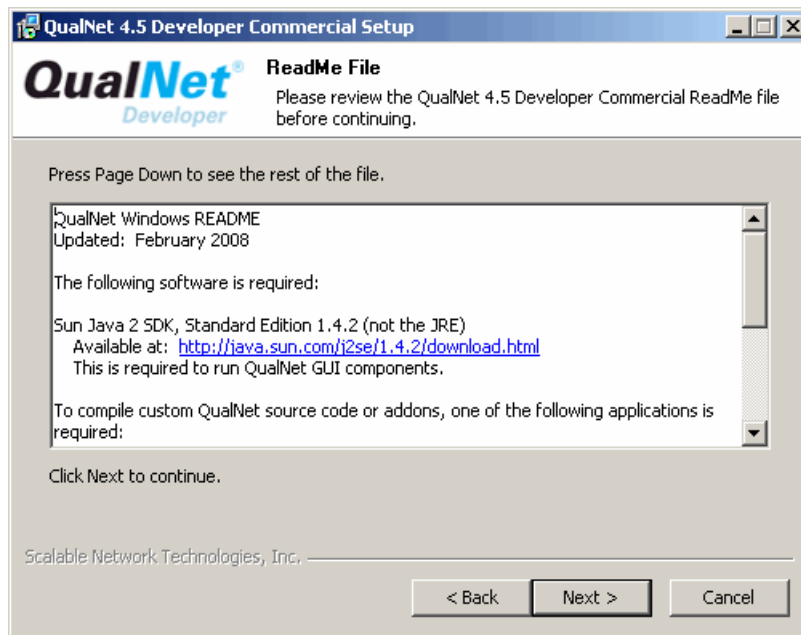 QualNet 4.5 Developer Commercial Setup
QualNet®
Developer
ReadMe File
Please review the QualNet 4.5 Developer Commercial ReadMe file
before continuing.
Press Page Down to see the rest of the file.
QualNet Windows README
Updated: February 2008
The following software is required:
Sun Java 2 SDK, Standard Edition 1.4.2 (not the JRE)
Available at: http://java.sun.com/j2se/1.4.2/download.html
This is required to run QualNet GUI components.
To compile custom QualNet source code or addons, one of the following applications is
required:
Click Next to continue.
Scalable Network Technologies, Inc.
< Back Next > Cancel